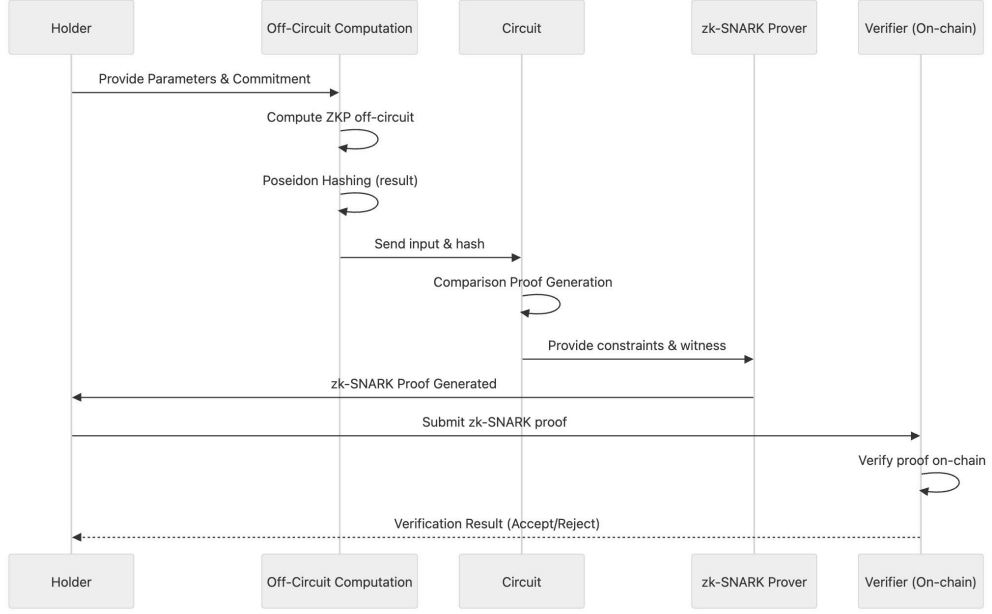 Holder
Off-Circuit Computation
Circuit
zk-SNARK Prover
Verifier (On-chain)
Provide Parameters & Commitment
Compute ZKP off-circuit
Poseidon Hashing (result)
Send input & hash
Comparison Proof Generation
Provide constraints & witness
zk-SNARK Proof Generated
Submit zk-SNARK proof
Verify proof on-chain
Verification Result (Accept/Reject)
Holder
Off-Circuit Computation
Circuit
zk-SNARK Prover
Verifier (On-chain)